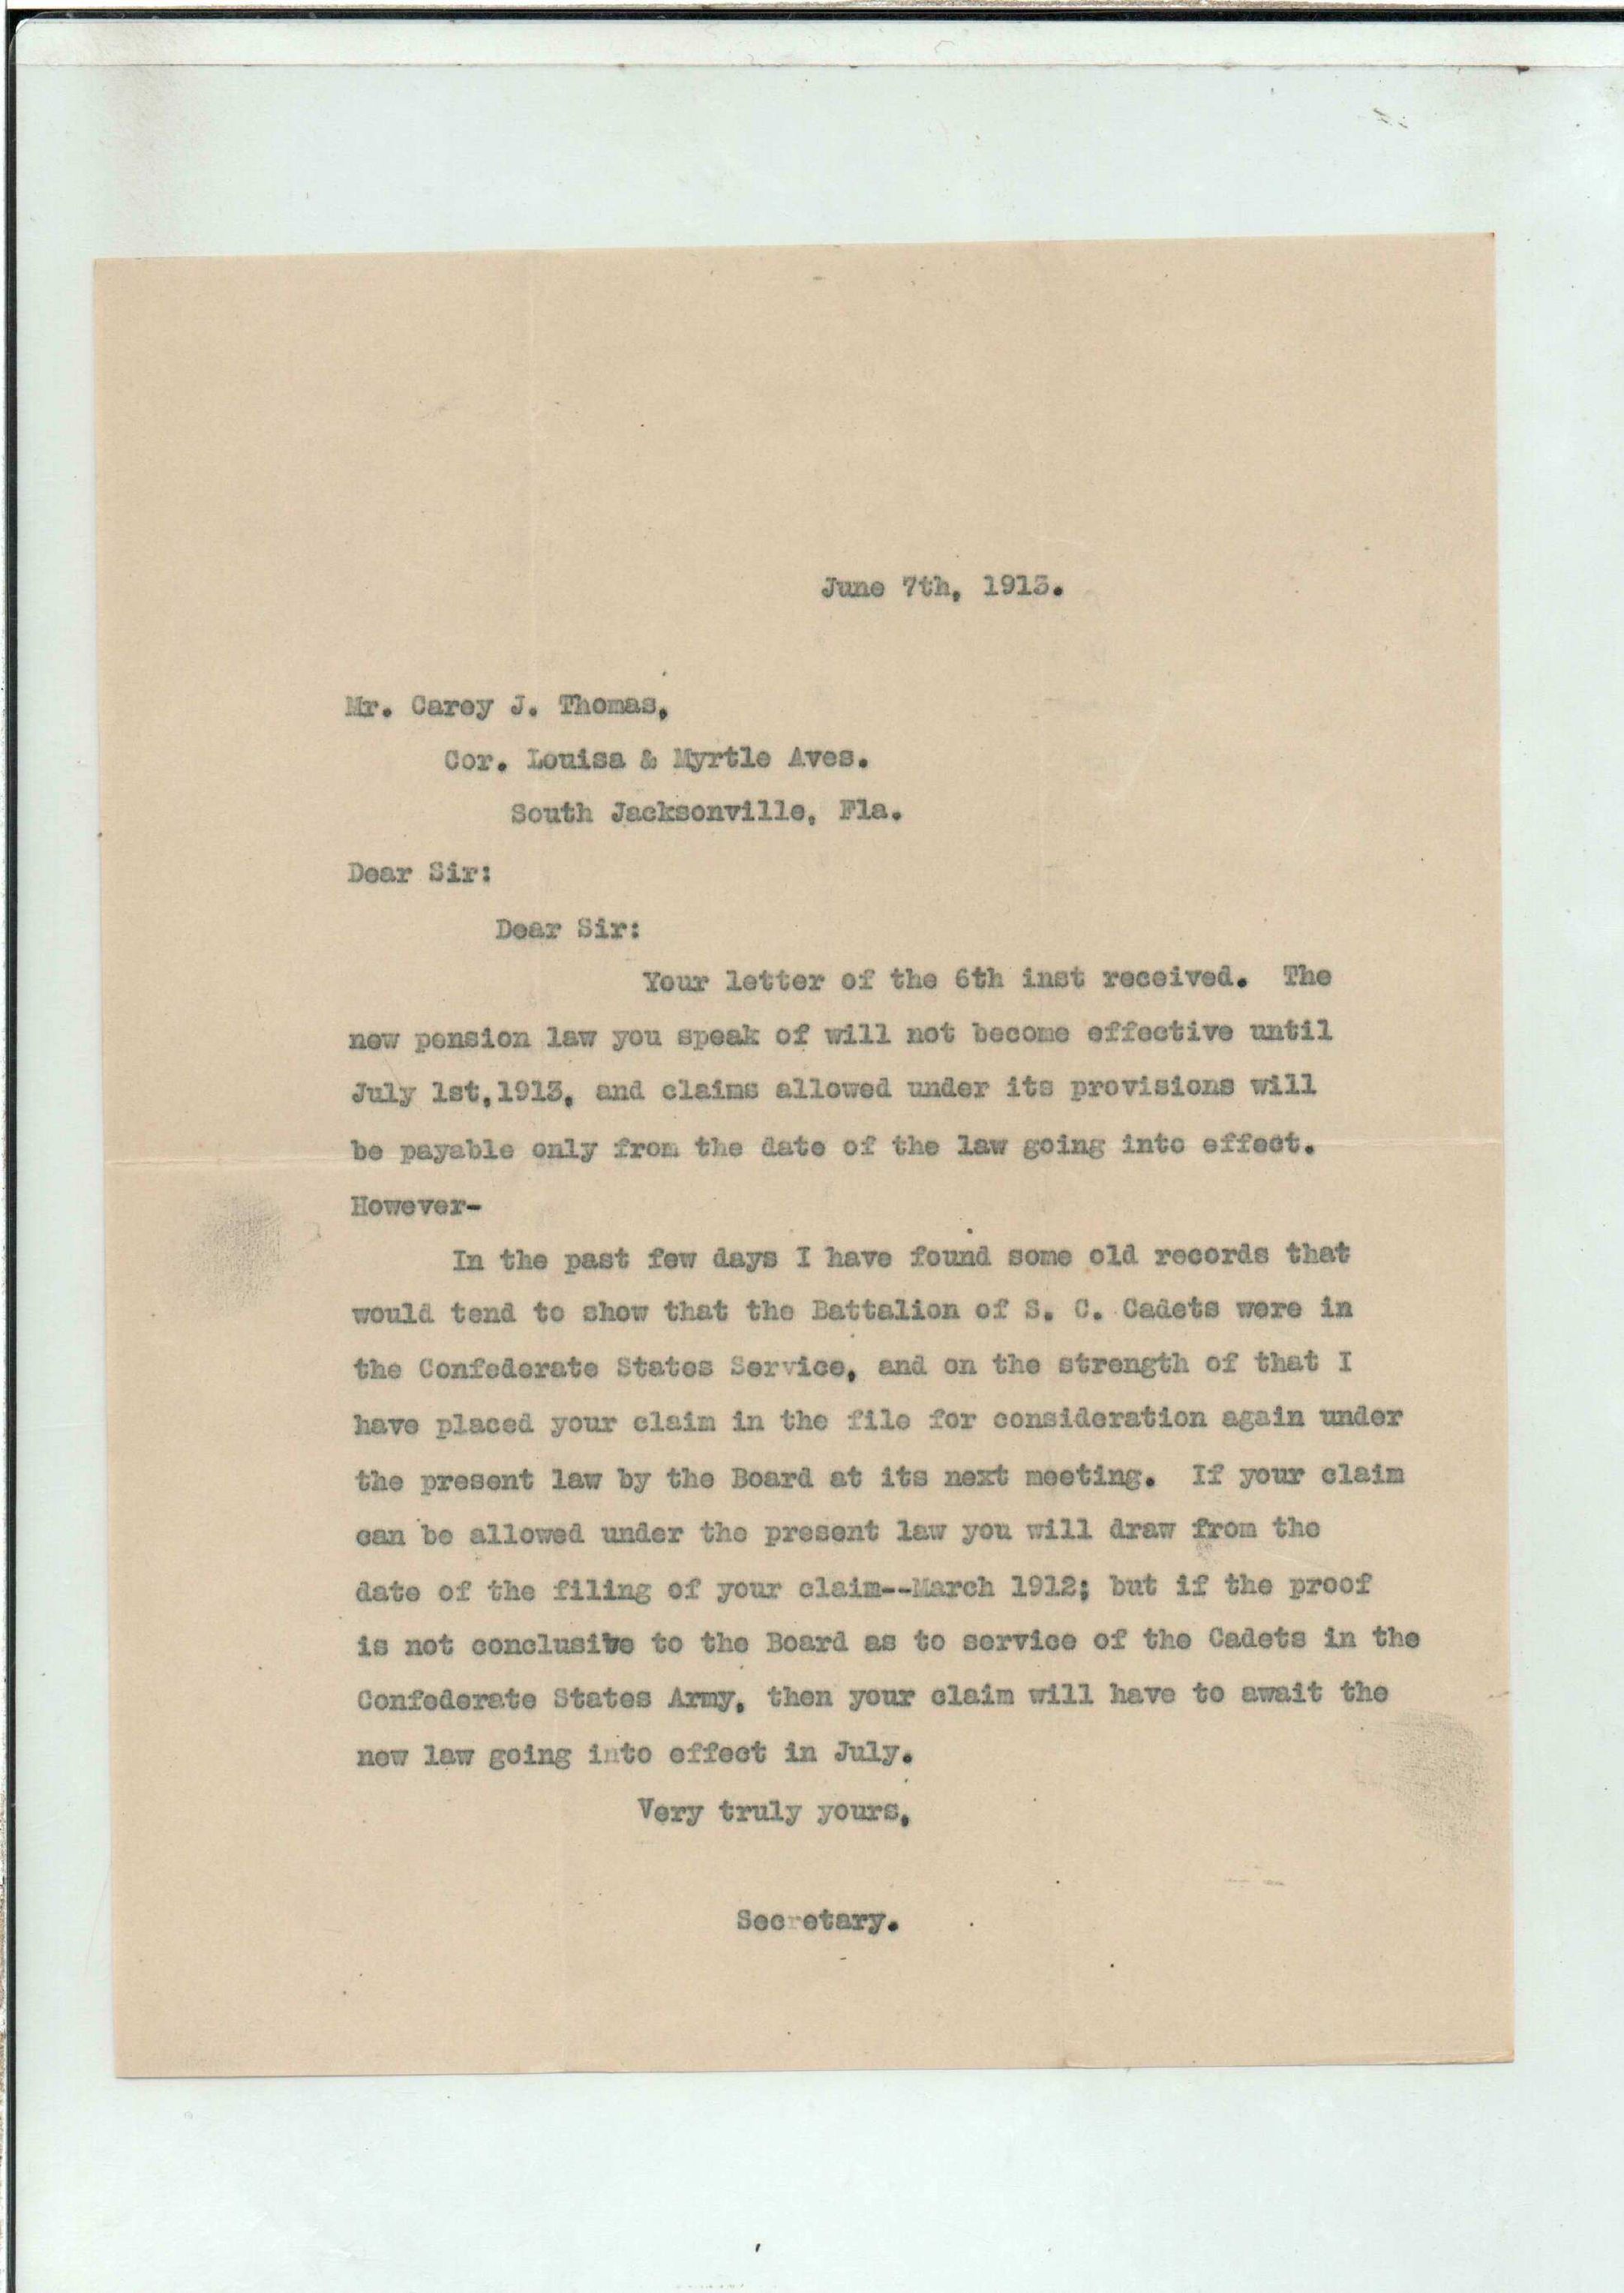 June 7th, 1913.
Mr. Carey J. Thomas,
Cor. Louisa & Myrtle Aves.
South Jacksonville, Fla.
Dear Sir:
Dear Sir:
Your letter of the 6th inst received. The
new pension law you speak of will not become effective until
July 1st,1913, and claims allowed under its provisions will
be payable only from the date of the law going into effect.
However-
In the past few days I have found some old records that
would tend to show that the Battalion of S. C. Cadets were in
the Confederate States Service, and on the strength of that I
have placed your claim in the file for consideration again under
the present law by the Board at its next meeting. If your claim
can be allowed under the present law you will draw from the
date of the filing of your claim--March 1912; but if the proof
is not conclusive to the Board as to service of the Cadets in the
Confederate States Army, then your claim will have to await the
new law going into effect in July.
Very truly yours,
Secretary.